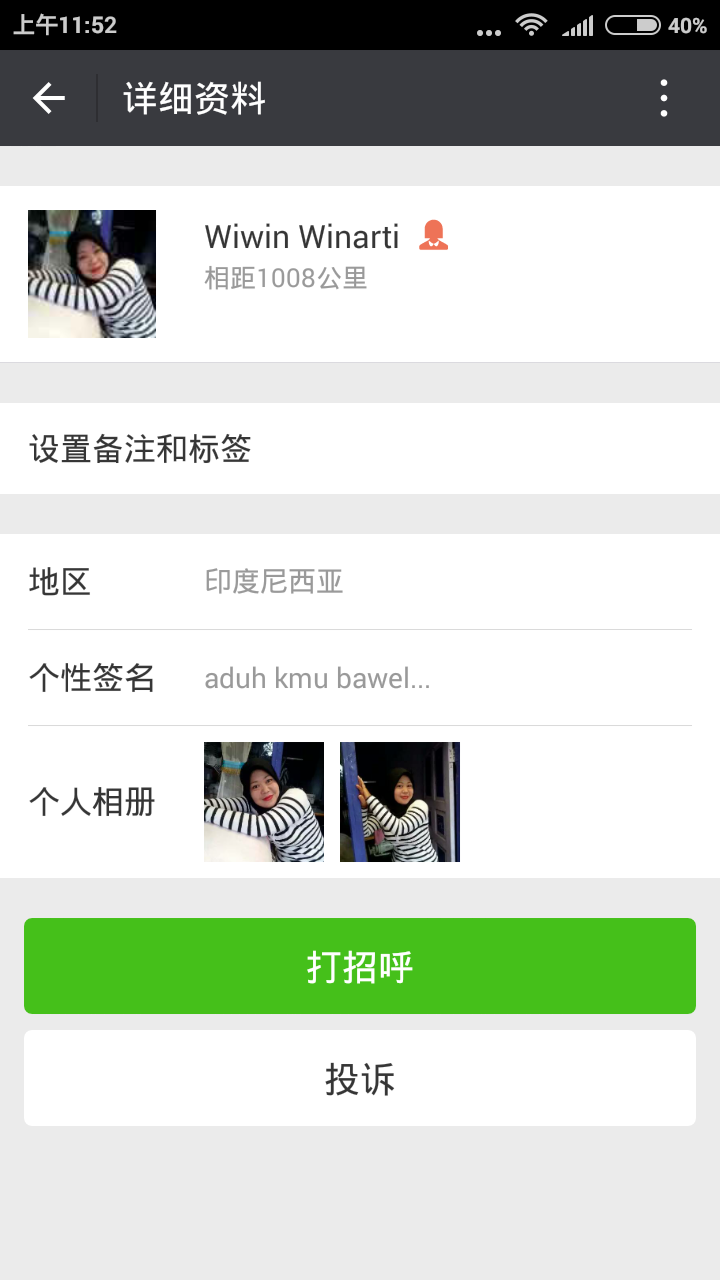 上午11:52
40%
详细资料
Wiwin Winarti
相距1008公里
设置备注和标签
地区 印度尼西亚
个性签名 aduh kmu bawel...
个人相册
打招呼
投诉